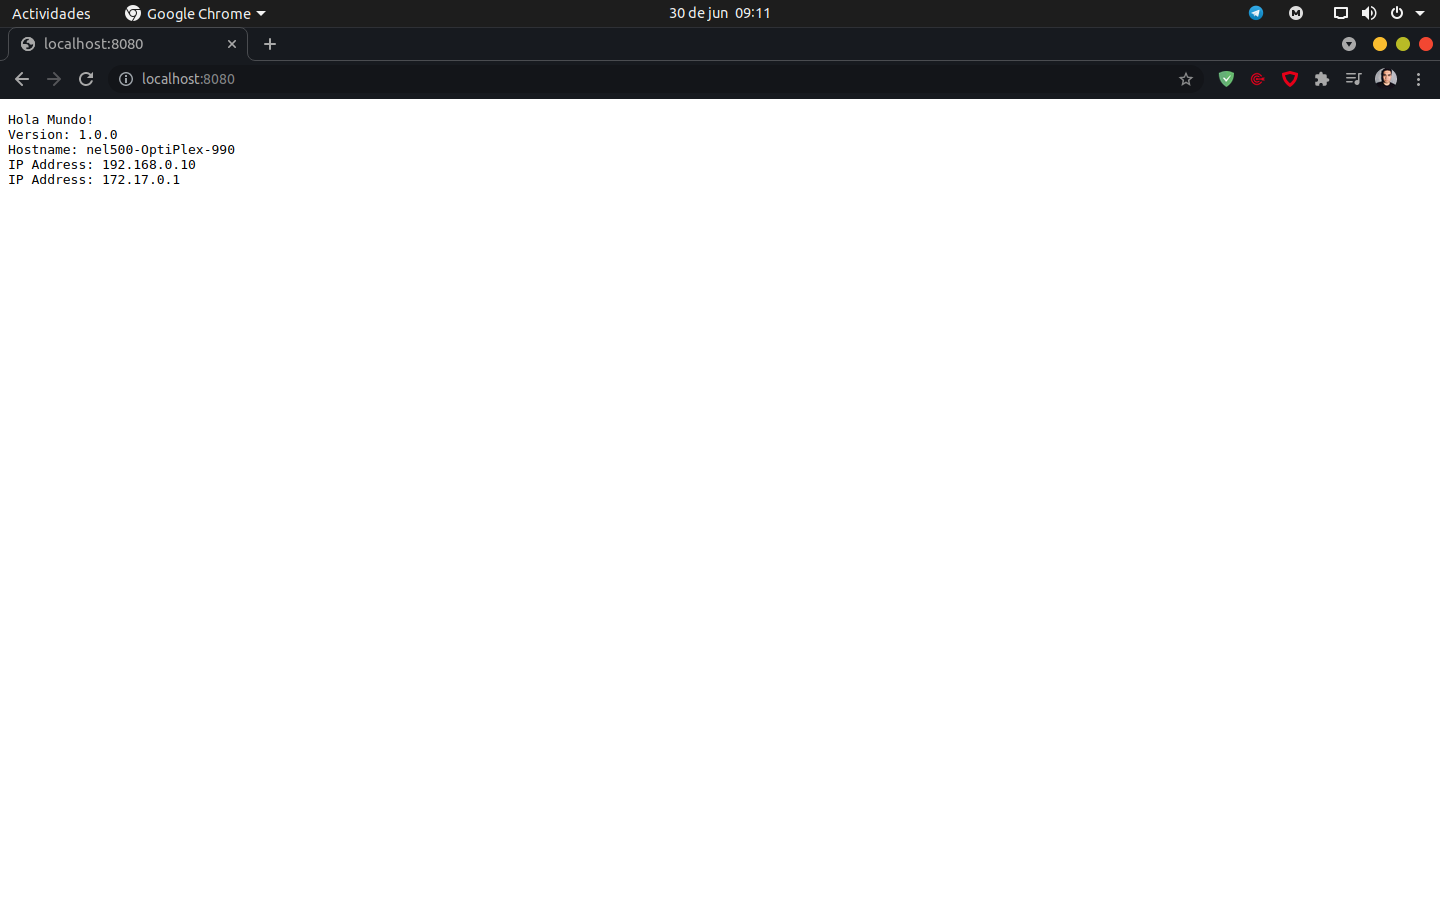 Actividades Google Chrome 30 de jun 09:11
localhost:8080
localhost:8080
Hola Mundo!
Version: 1.0.0
Hostname: nel500-OptiPlex-990
IP Address: 192.168.0.10
IP Address: 172.17.0.1